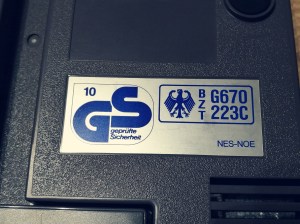 10
GS
geprüfte
Sicherheit
BZT
G670
223C
NES-NOE